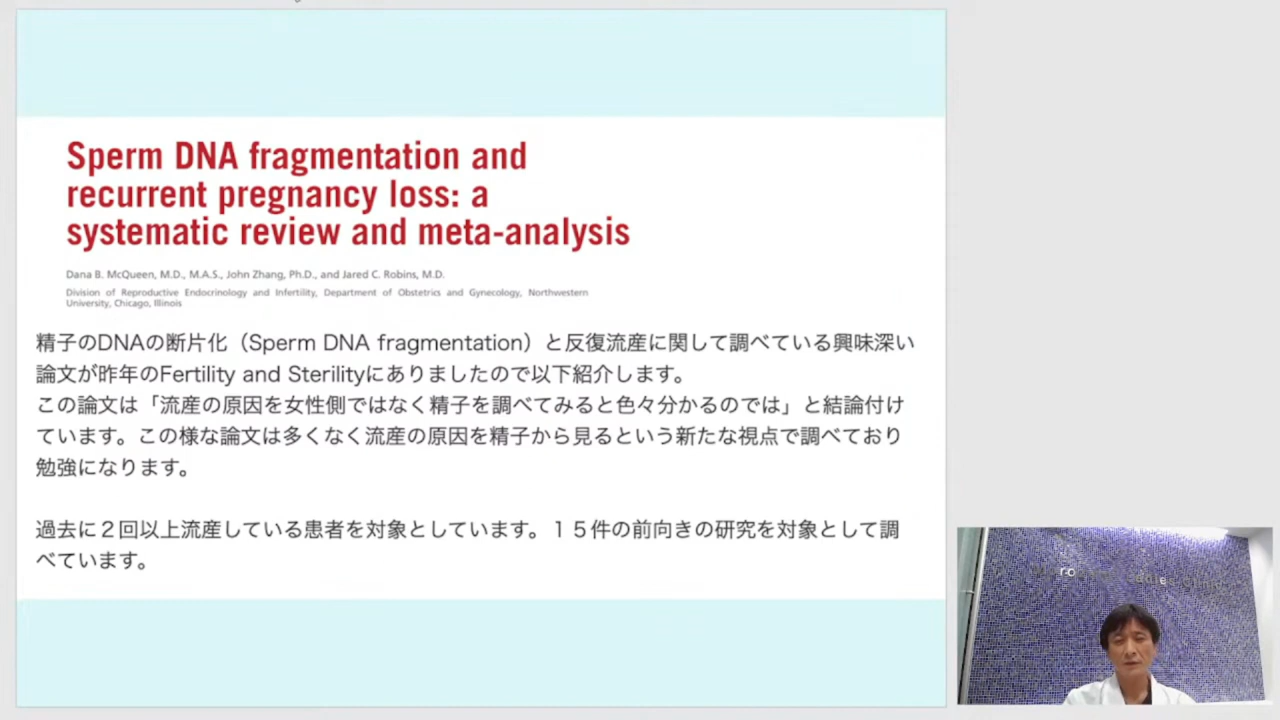 Sperm DNA fragmentation and
recurrent pregnancy loss: a
systematic review and meta-analysis
Dana B. McQueen, M.D., M.A.S., John Zhang, Ph.D., and Jared C. Robins, M.D.
Division of Reproductive Endocrinology and Infertility, Department of Obstetrics and Gynecology, Northwestern
University, Chicago, Illinois
精子のDNAの断片化（Sperm DNA fragmentation）と反復流産に関して調べている興味深い
論文が昨年のFertility and Sterilityにありましたので以下紹介します。
この論文は「流産の原因を女性側ではなく精子を調べてみると色々分かるのでは」と結論付け
ています。この様な論文は多くなく流産の原因を精子から見るという新たな視点で調べており
勉強になります。
過去に２回以上流産している患者を対象としています。１５件の前向きの研究を対象として調
べています。